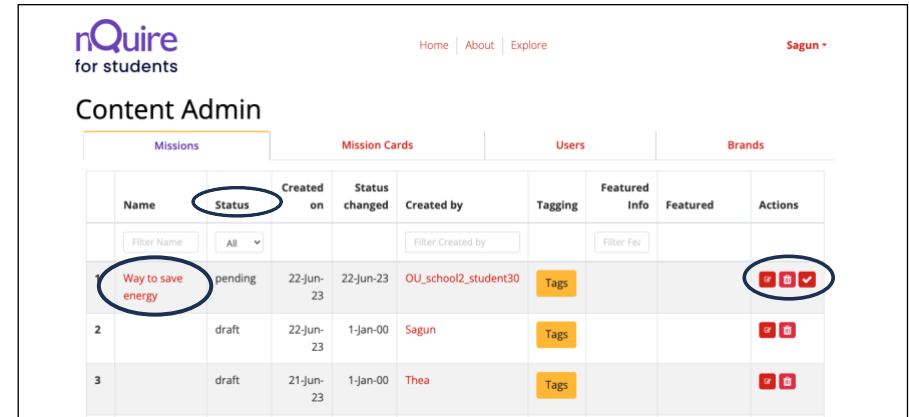 nQuire
for students
Home About Explore
Sagun
Content Admin
Missions Mission Cards Users Brands
Name Status Created on Status changed Created by Tagging Featured Info Featured Actions
Filter Name All Filter Created by Filter Fea
1 Way to save energy pending 22-Jun-23 22-Jun-23 OU_school2_student30 Tags
2 draft 22-Jun-23 1-Jan-00 Sagun Tags
3 draft 21-Jun-23 1-Jan-00 Thea Tags